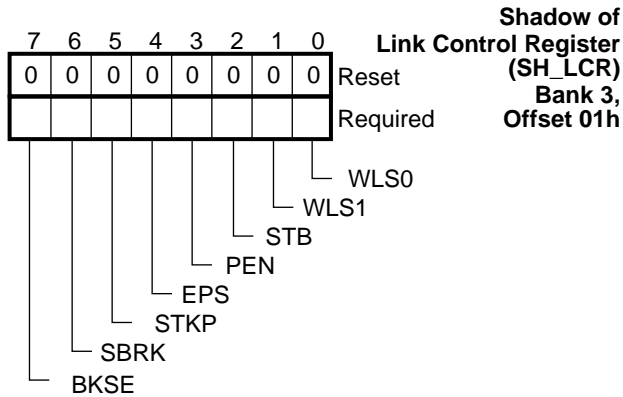 Shadow of
Link Control Register
(SH_LCR)
Bank 3,
Offset 01h
7 6 5 4 3 2 1 0
0 0 0 0 0 0 0 0 Reset
Required
WLS0
WLS1
STB
PEN
EPS
STKP
SBRK
BKSE